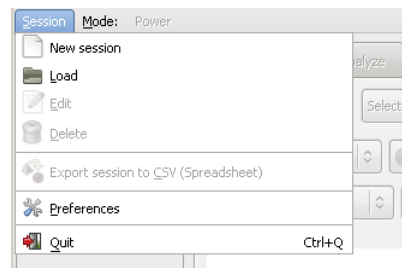 Session Mode: Power
New session
Load
Edit
Delete
Export session to CSV (Spreadsheet)
Preferences
Quit Ctrl+Q
alyze
Select